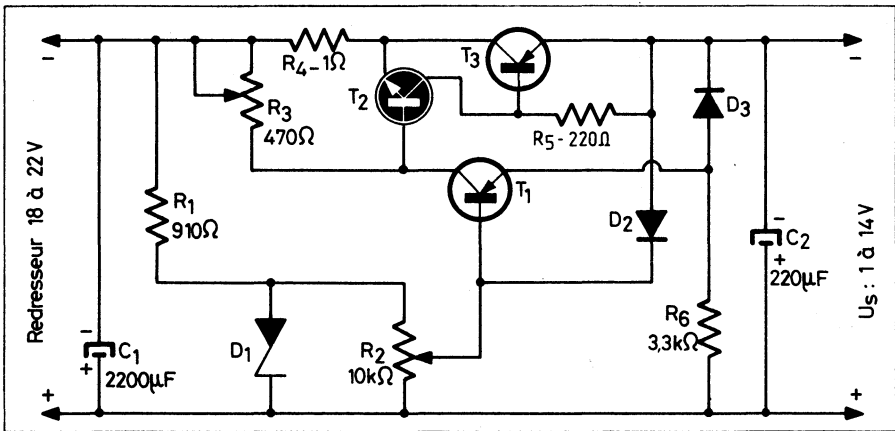 −
−
T3
R4-1Ω
T2
R3
470Ω
R5-220Ω
D3
Redresseur 18 à 22 V
R1
910Ω
T1
D2
−
C2
+
220µF
Us : 1 à 14 V
−
C1
+
2200µF
D1
R2
10kΩ
R6
3,3kΩ
+
+